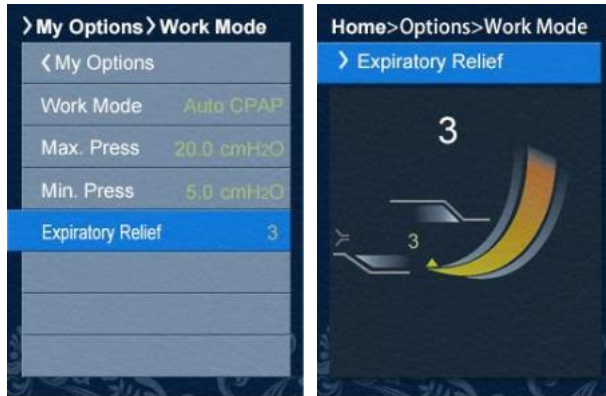 ❯My Options❯Work Mode
❮My Options
Work Mode Auto CPAP
Max. Press 20.0 cmH2O
Min. Press 5.0 cmH2O
Expiratory Relief 3
Home>Options>Work Mode
❯ Expiratory Relief
3
3